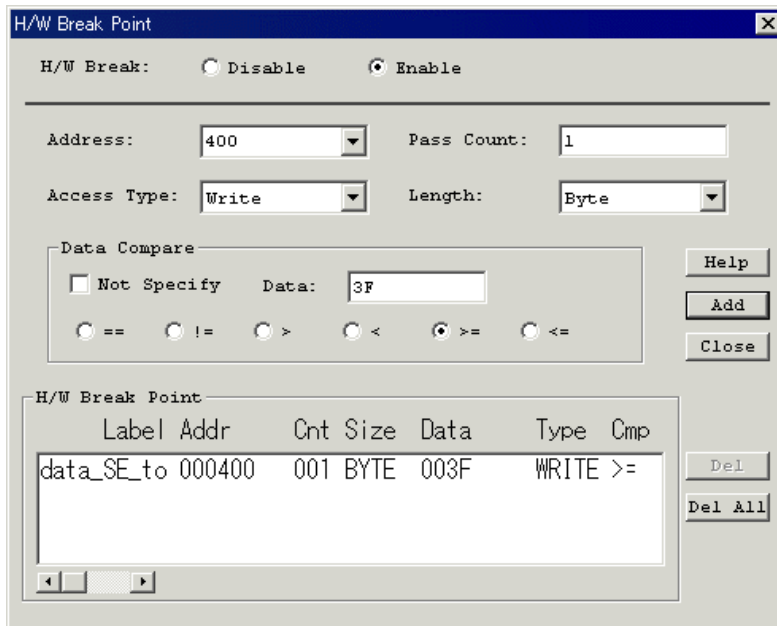 H/W Break Point
H/W Break: Disable Enable
Address: 400 Pass Count: 1
Access Type: Write Length: Byte
Data Compare
Not Specify Data: 3F
== != > < >= <=
Help
Add
Close
H/W Break Point
Label Addr Cnt Size Data Type Cmp
data_SE_to 000400 001 BYTE 003F WRITE >=
Del
Del All